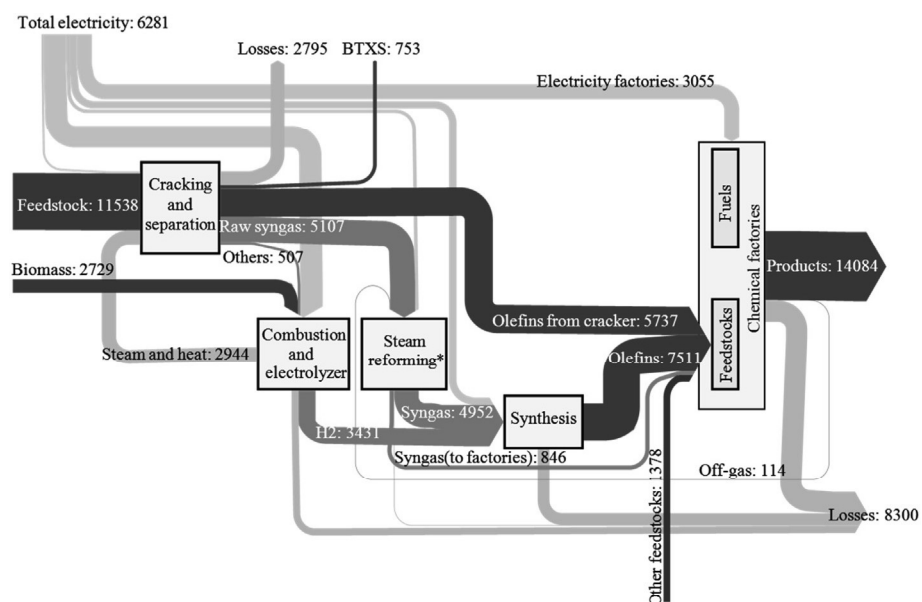 Total electricity: 6281
Losses: 2795
BTXS: 753
Electricity factories: 3055
Cracking
and
separation
Feedstock: 11538
Raw syngas: 5107
Others: 507
Biomass: 2729
Fuels
Chemical factories
Products: 14084
Combustion
and
electrolyzer
Steam
reforming*
Olefins from cracker: 5737
Steam and heat: 2944
Olefins: 7511
Feedstocks
Syngas: 4952
Synthesis
H2: 3431
Syngas(to factories): 846
Off-gas: 114
Other feedstocks: 1378
Losses: 8300